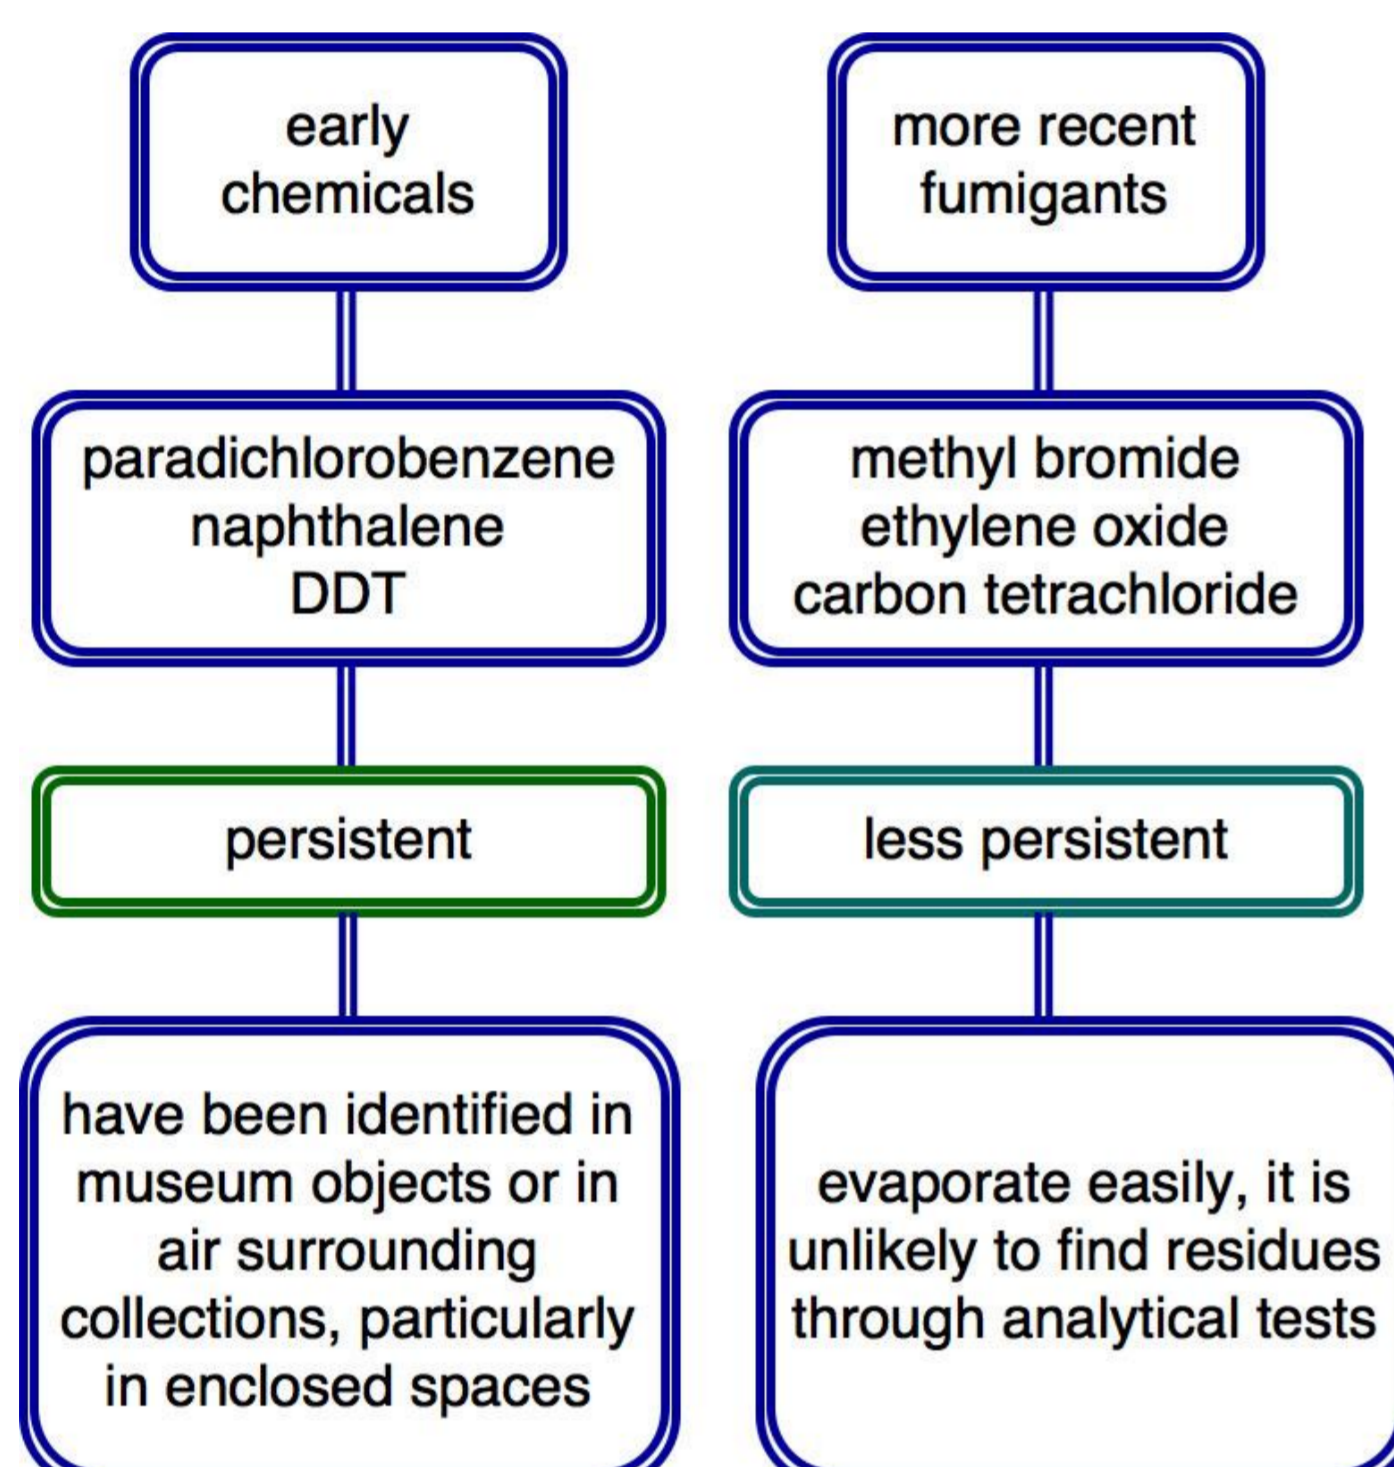 early
chemicals
paradichlorobenzene
naphthalene
DDT
persistent
have been identified in
museum objects or in
air surrounding
collections, particularly
in enclosed spaces
more recent
fumigants
methyl bromide
ethylene oxide
carbon tetrachloride
less persistent
evaporate easily, it is
unlikely to find residues
through analytical tests